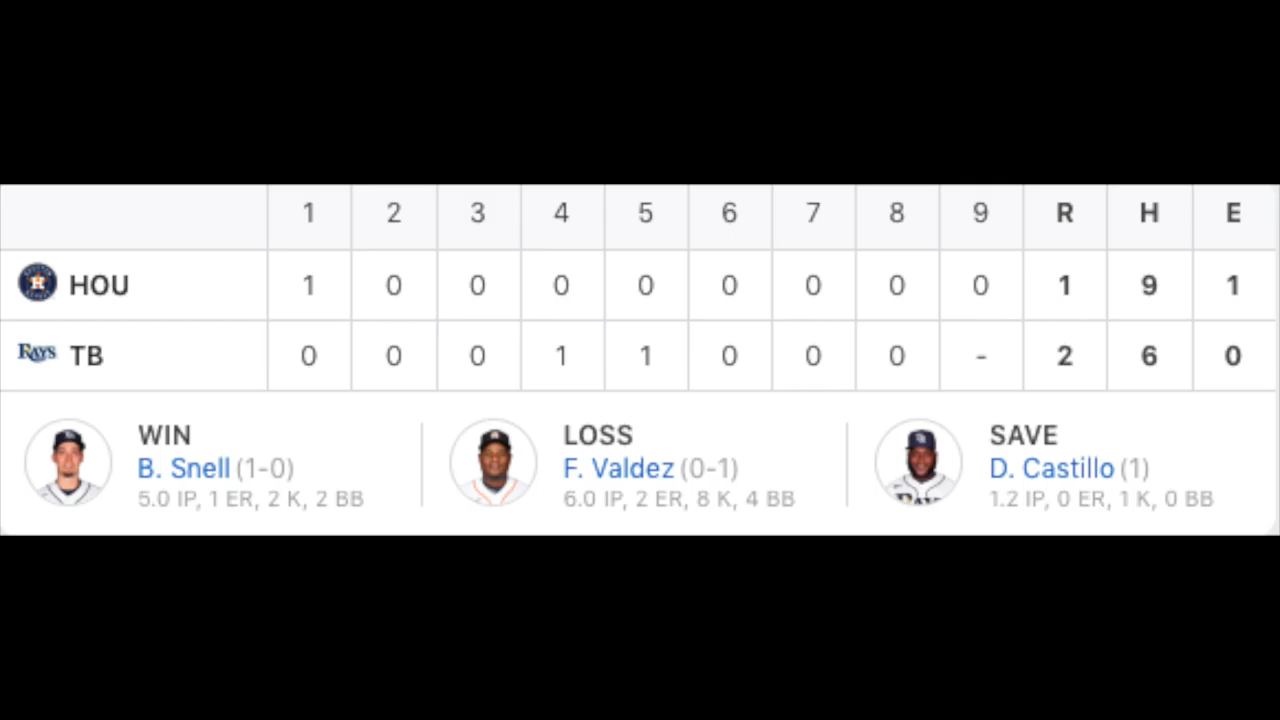 1 2 3 4 5 6 7 8 9 R H E
HOU 1 0 0 0 0 0 0 0 0 1 9 1
RAYS TB 0 0 0 1 1 0 0 0 - 2 6 0
WIN LOSS SAVE
B. Snell (1-0) F. Valdez (0-1) D. Castillo (1)
5.0 IP, 1 ER, 2 K, 2 BB 6.0 IP, 2 ER, 8 K, 4 BB 1.2 IP, 0 ER, 1 K, 0 BB